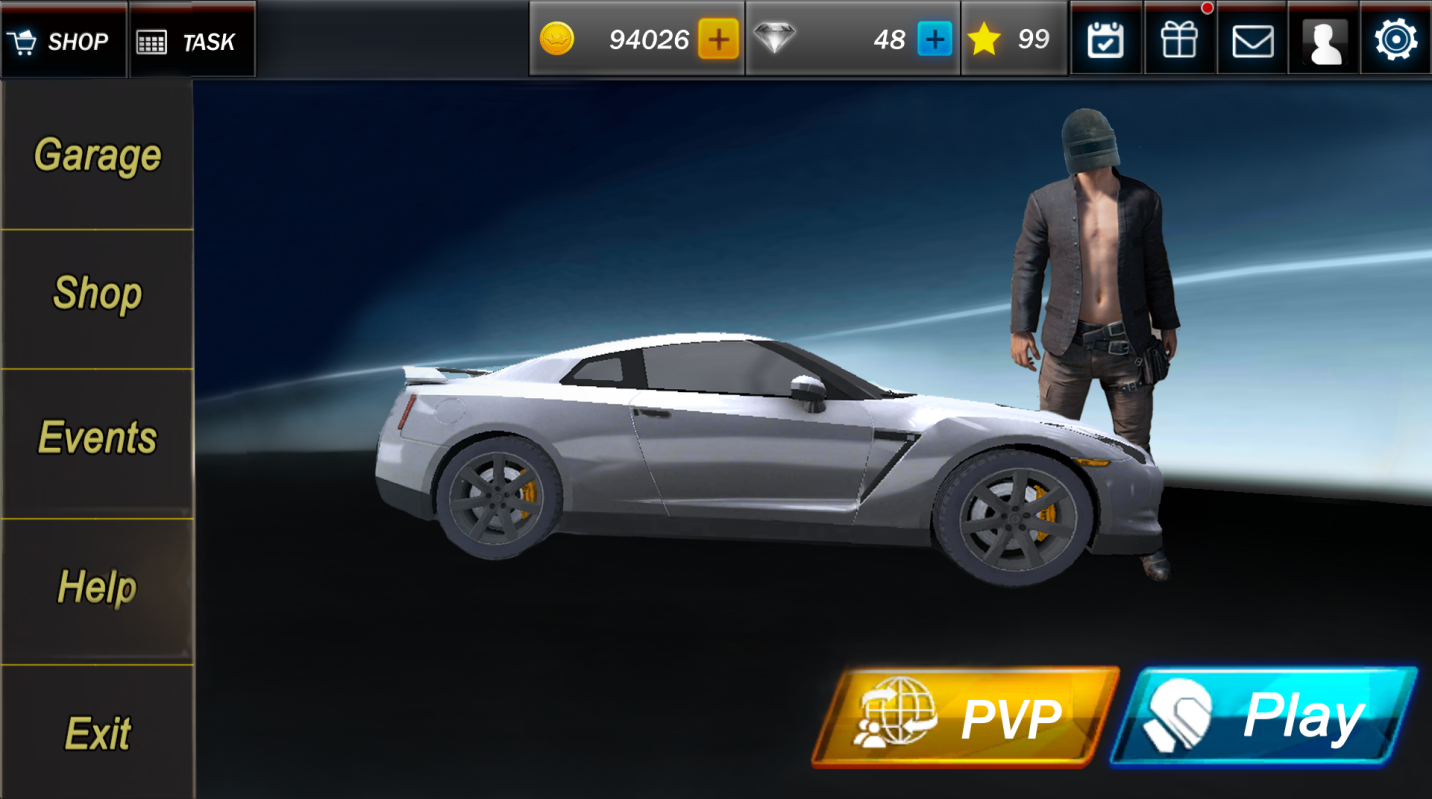 SHOP
TASK
94026
48
99
Garage
Shop
Events
Help
Exit
PVP
Play